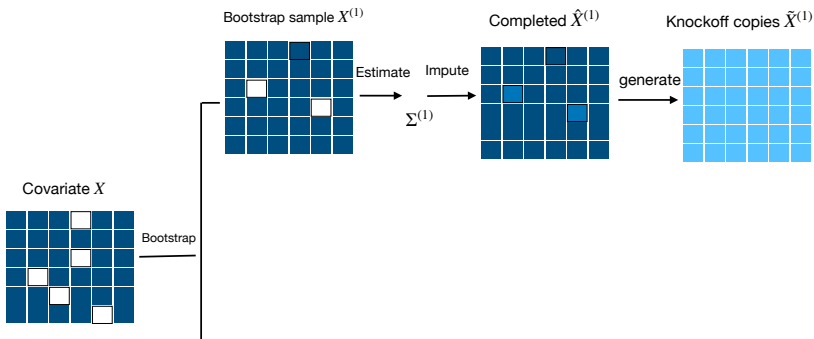 Bootstrap sample X⁽¹⁾
Completed X̂⁽¹⁾
Knockoff copies X̃⁽¹⁾
Estimate
Impute
generate
Σ⁽¹⁾
Covariate X
Bootstrap